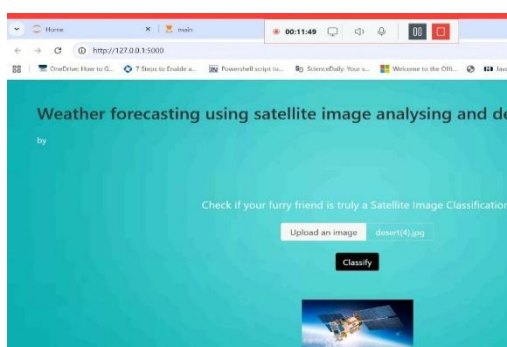 Home
main
00:11:49
http://127.0.0.1:5000
OneDrive: How to G...
7 Steps to Enable a...
Powershell script to...
ScienceDaily: Your s...
Welcome to the Offi...
Java
Weather forecasting using satellite image analysing and de
by
Check if your furry friend is truly a Satellite Image Classification
Upload an image desert(4).jpg
Classify